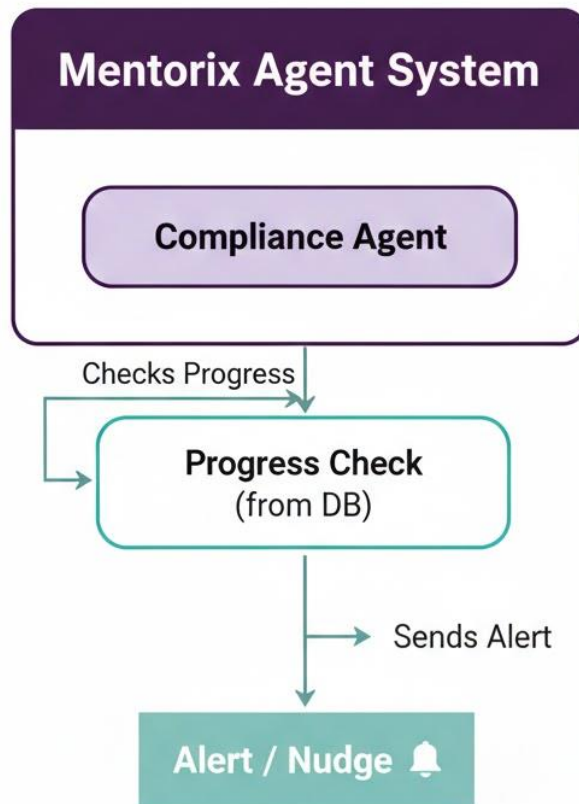 Mentorix Agent System
Compliance Agent
Checks Progress
Progress Check
(from DB)
Sends Alert
Alert / Nudge